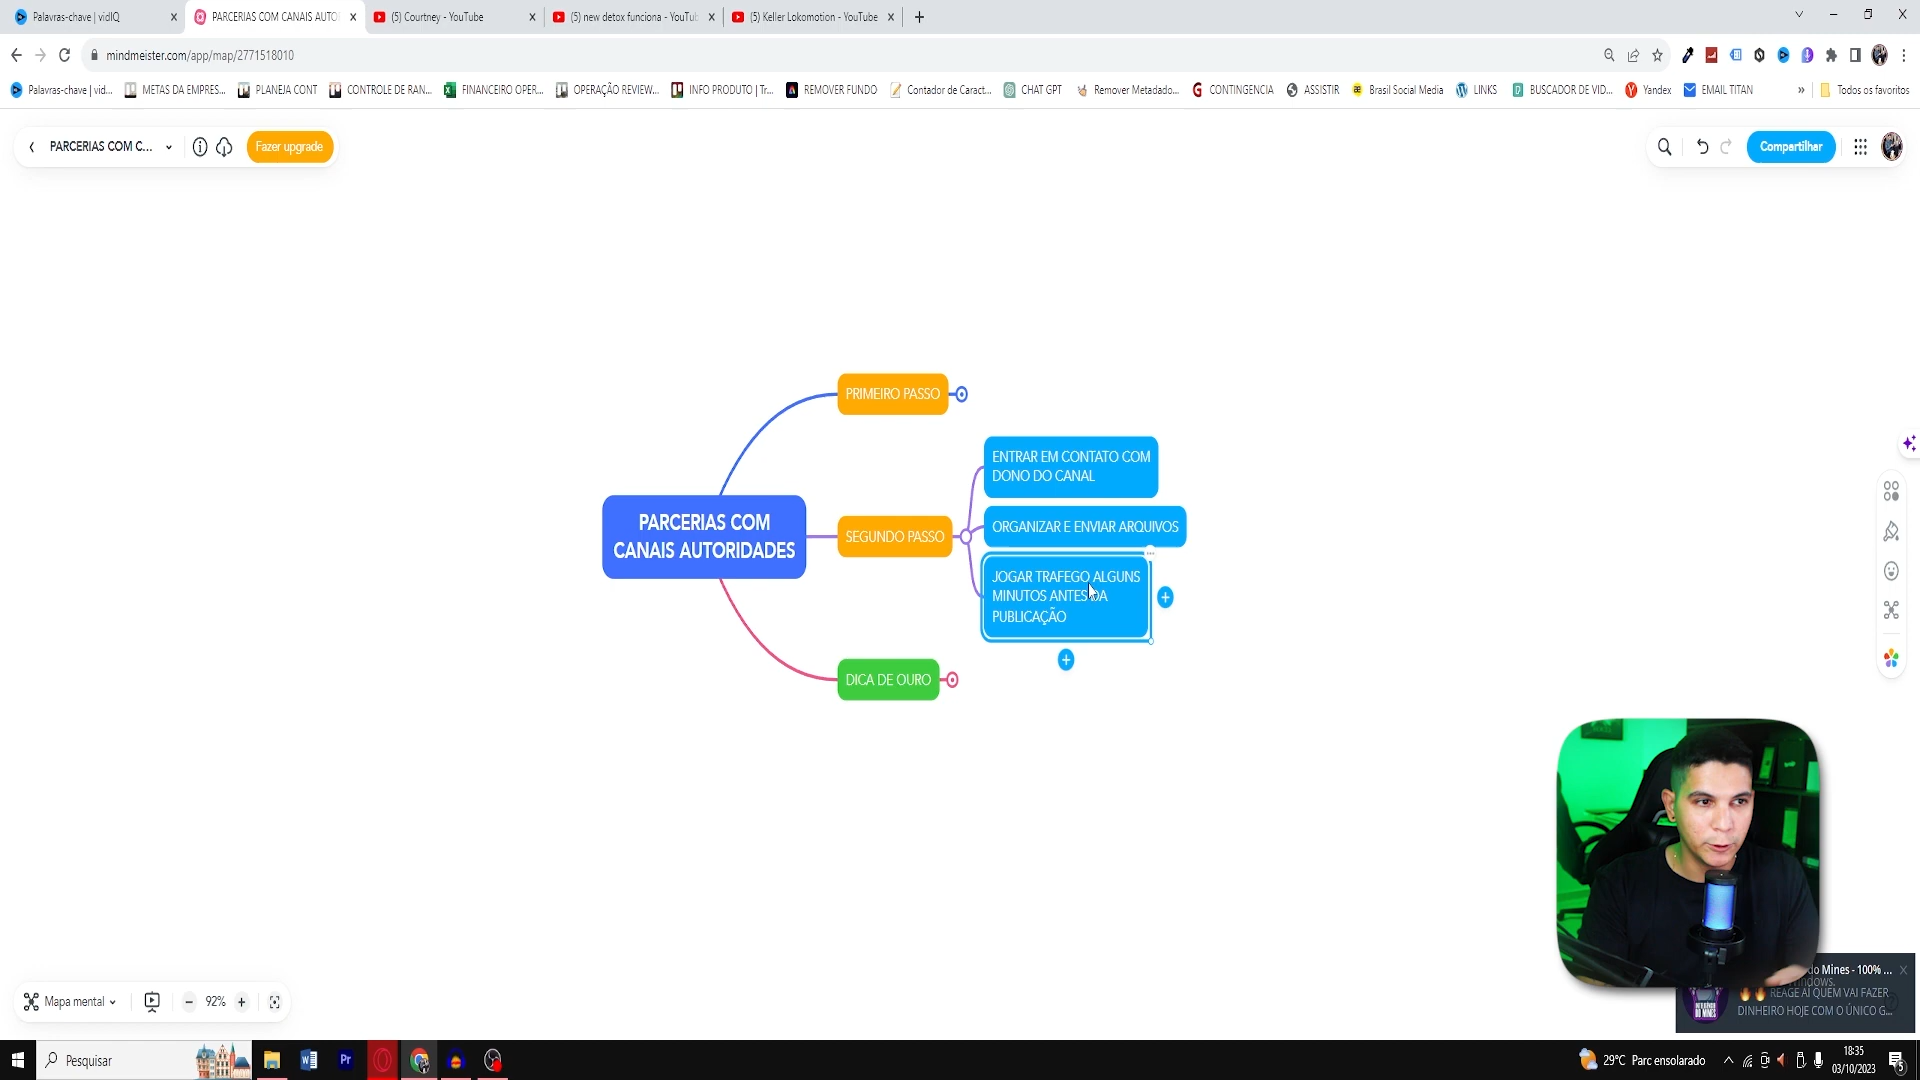 Palavras-chave | vidIQ
PARCERIAS COM CANAIS AUTO
(5) Courtney - YouTube
(5) new detox funciona - YouTu
(5) Keller Lokomotion - YouTube
mindmeister.com/app/map/2771518010
Palavras-chave | vid...
METAS DA EMPRES...
PLANEJA CONT
CONTROLE DE RAN...
FINANCEIRO OPER...
OPERAÇÃO REVIEW...
INFO PRODUTO | Tr...
REMOVER FUNDO
Contador de Caract...
CHAT GPT
Remover Metadado...
CONTINGENCIA
ASSISTIR
Brasil Social Media
LINKS
BUSCADOR DE VID...
Yandex
EMAIL TITAN
»
Todos os favoritos
PARCERIAS COM C...
Fazer upgrade
Compartilhar
PRIMEIRO PASSO
ENTRAR EM CONTATO COM
DONO DO CANAL
ORGANIZAR E ENVIAR ARQUIVOS
PARCERIAS COM
CANAIS AUTORIDADES
SEGUNDO PASSO
JOGAR TRAFEGO ALGUNS
MINUTOS ANTES DA
PUBLICAÇÃO
DICA DE OURO
do Mines - 100% ...
REAGE AI QUEM VAI FAZER
DINHEIRO HOJE COM O ÚNICO G...
Mapa mental
92%
Pesquisar
29°C Parc ensolarado
18:35
03/10/2023
5